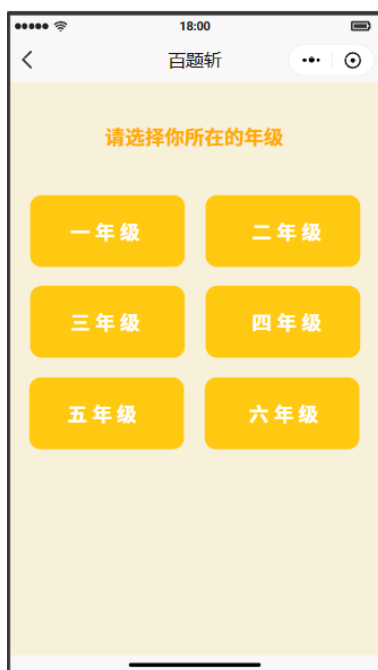 18:00
百题斩
请选择你所在的年级
一年级 二年级
三年级 四年级
五年级 六年级